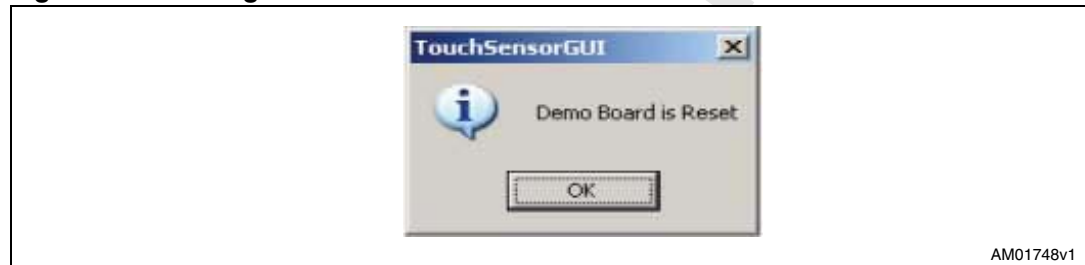 TouchSensorGUI
Demo Board is Reset
OK
AM01748v1